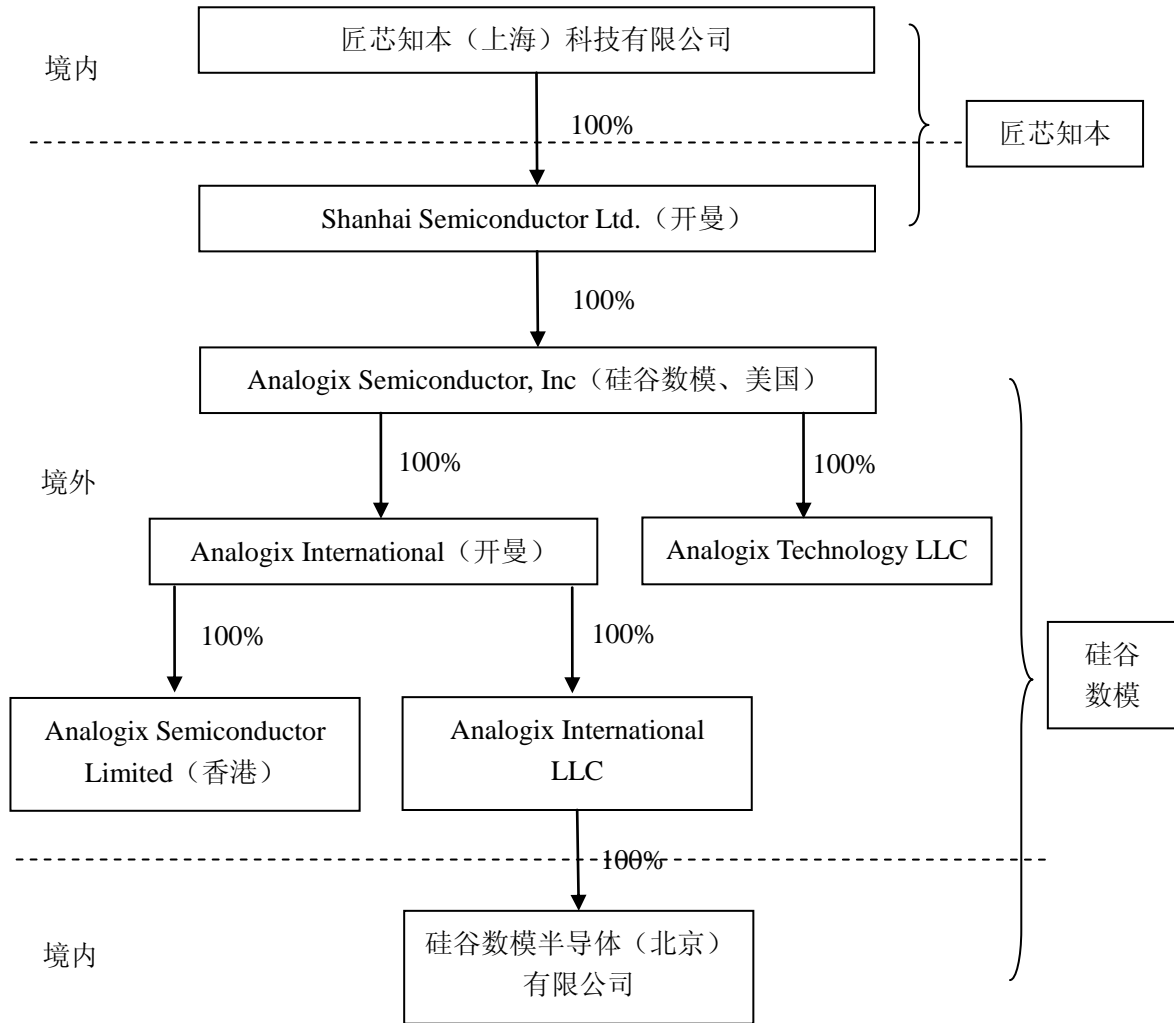 匠芯知本（上海）科技有限公司
境内
100%
匠芯知本
Shanhai Semiconductor Ltd.（开曼）
100%
Analogix Semiconductor, Inc（硅谷数模、美国）
100%
100%
境外
Analogix International（开曼）
Analogix Technology LLC
100%
100%
硅谷
数模
Analogix Semiconductor
Limited（香港）
Analogix International
LLC
100%
境内
硅谷数模半导体（北京）
有限公司